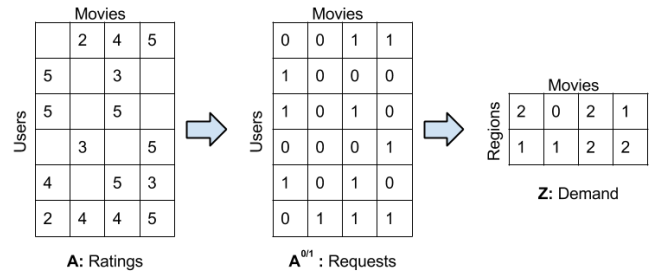 Movies
2 4 5
5 3
5 5
3 5
4 5 3
2 4 4 5
Users
A: Ratings
Movies
0 0 1 1
1 0 0 0
1 0 1 0
0 0 0 1
1 0 1 0
0 1 1 1
Users
A0/1 : Requests
Movies
2 0 2 1
1 1 2 2
Regions
Z: Demand